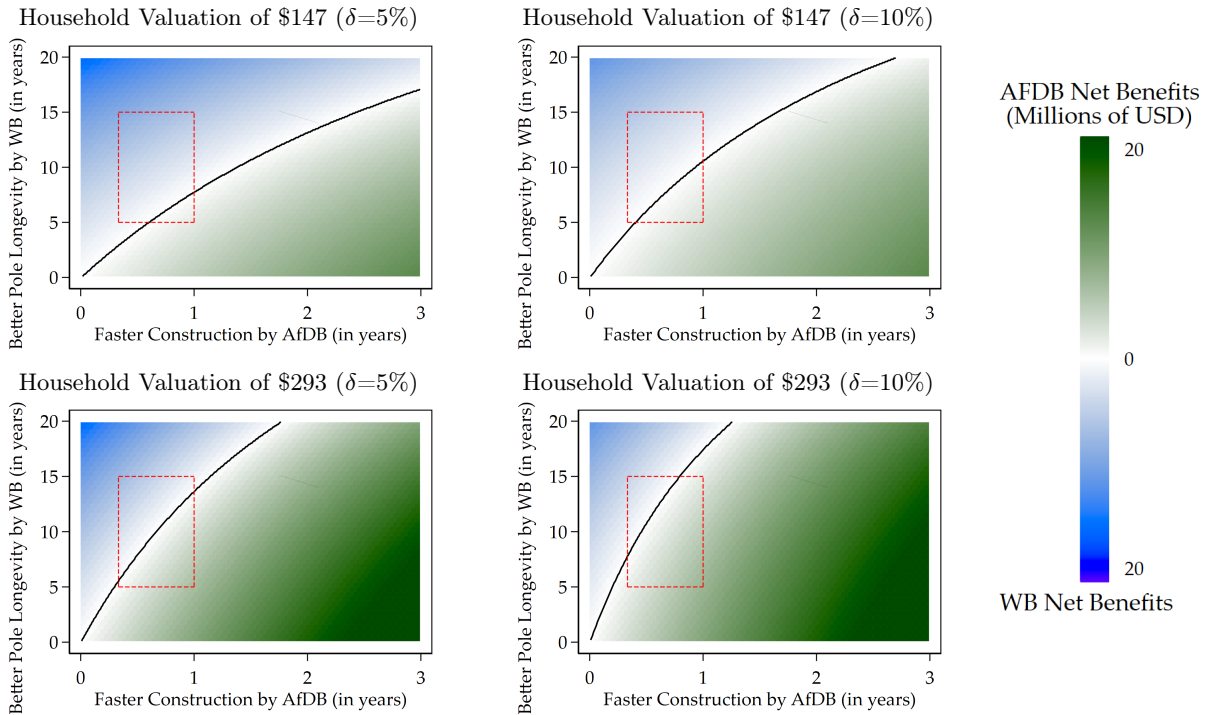 Household Valuation of $147 (δ=5%)
Better Pole Longevity by WB (in years)
20
15
10
5
0
0 1 2 3
Faster Construction by AfDB (in years)
Household Valuation of $147 (δ=10%)
Better Pole Longevity by WB (in years)
20
15
10
5
0
0 1 2 3
Faster Construction by AfDB (in years)
Household Valuation of $293 (δ=5%)
Better Pole Longevity by WB (in years)
20
15
10
5
0
0 1 2 3
Faster Construction by AfDB (in years)
Household Valuation of $293 (δ=10%)
Better Pole Longevity by WB (in years)
20
15
10
5
0
0 1 2 3
Faster Construction by AfDB (in years)
AFDB Net Benefits
(Millions of USD)
20
0
20
WB Net Benefits